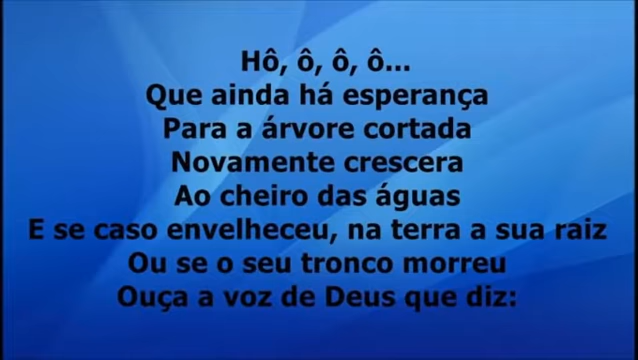 Hô, ô, ô, ô...
Que ainda há esperança
Para a árvore cortada
Novamente crescera
Ao cheiro das águas
E se caso envelheceu, na terra a sua raiz
Ou se o seu tronco morreu
Ouça a voz de Deus que diz: